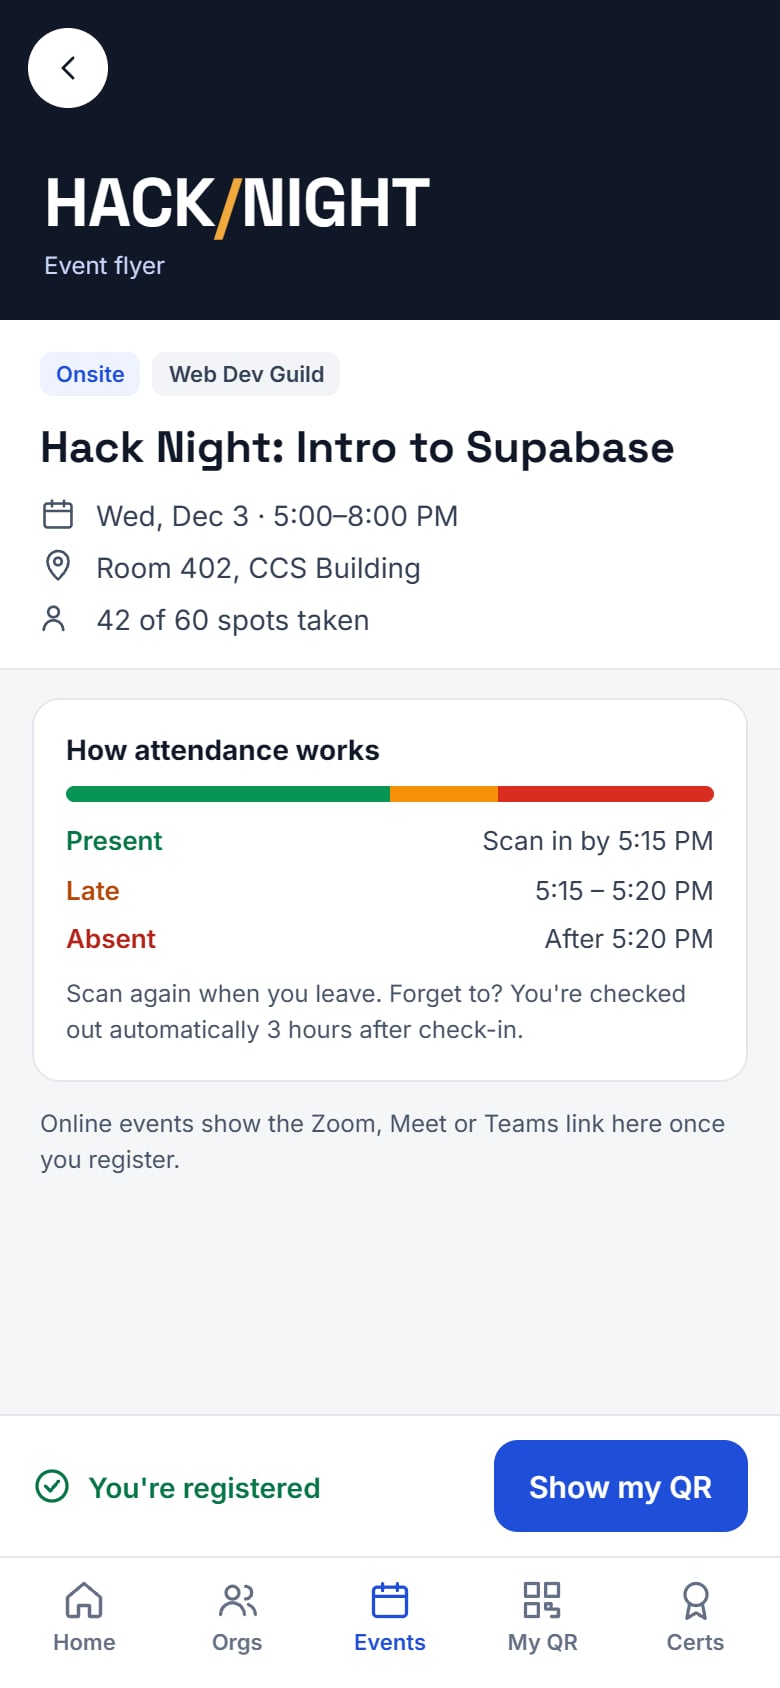 HACK/NIGHT
Event flyer
Onsite
Web Dev Guild
Hack Night: Intro to Supabase
Wed, Dec 3 · 5:00–8:00 PM
Room 402, CCS Building
42 of 60 spots taken
How attendance works
Present
Scan in by 5:15 PM
Late
5:15 – 5:20 PM
Absent
After 5:20 PM
Scan again when you leave. Forget to? You're checked
out automatically 3 hours after check-in.
Online events show the Zoom, Meet or Teams link here once
you register.
You're registered
Show my QR
Home
Orgs
Events
My QR
Certs